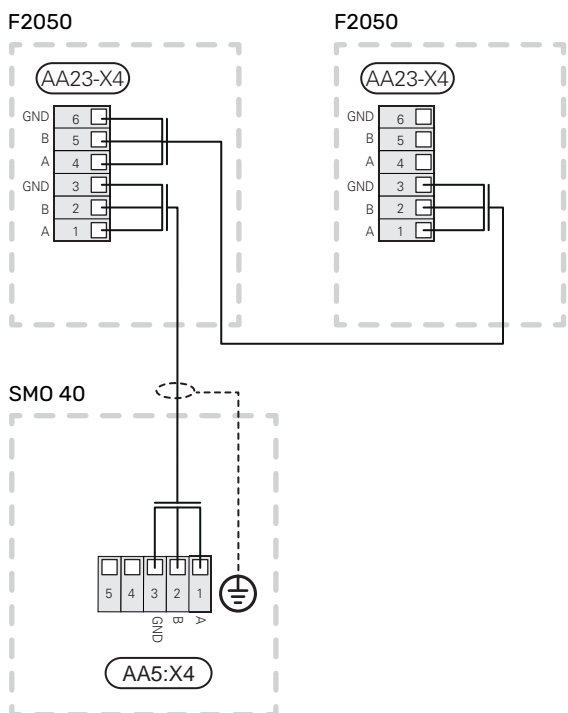 F2050
AA23-X4
GND 6
B 5
A 4
GND 3
B 2
A 1
F2050
AA23-X4
GND 6
B 5
A 4
GND 3
B 2
A 1
SMO 40
5 4 3 2 1
GND B A
AA5:X4